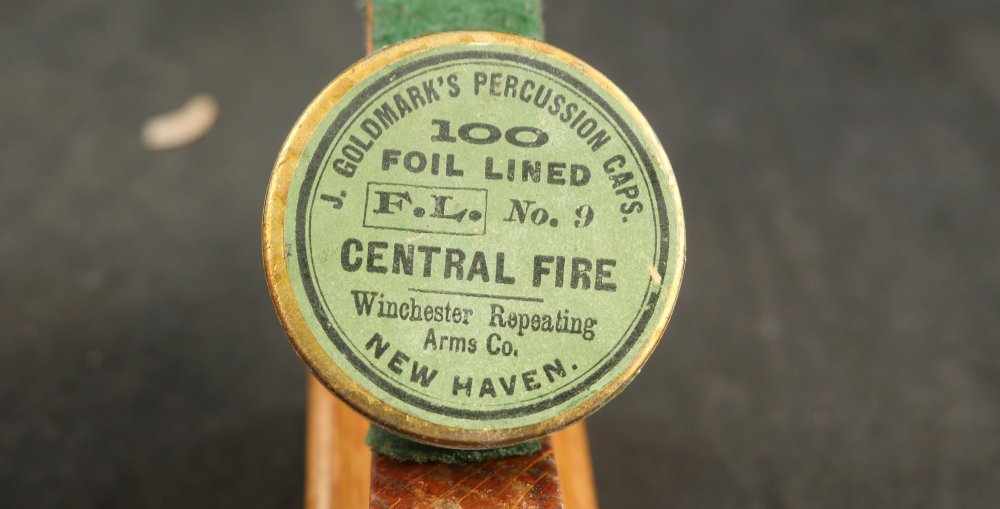 J. GOLDMARK'S PERCUSSION CAPS.
100
FOIL LINED
F.L. No. 9
CENTRAL FIRE
Winchester Repeating
Arms Co.
NEW HAVEN.